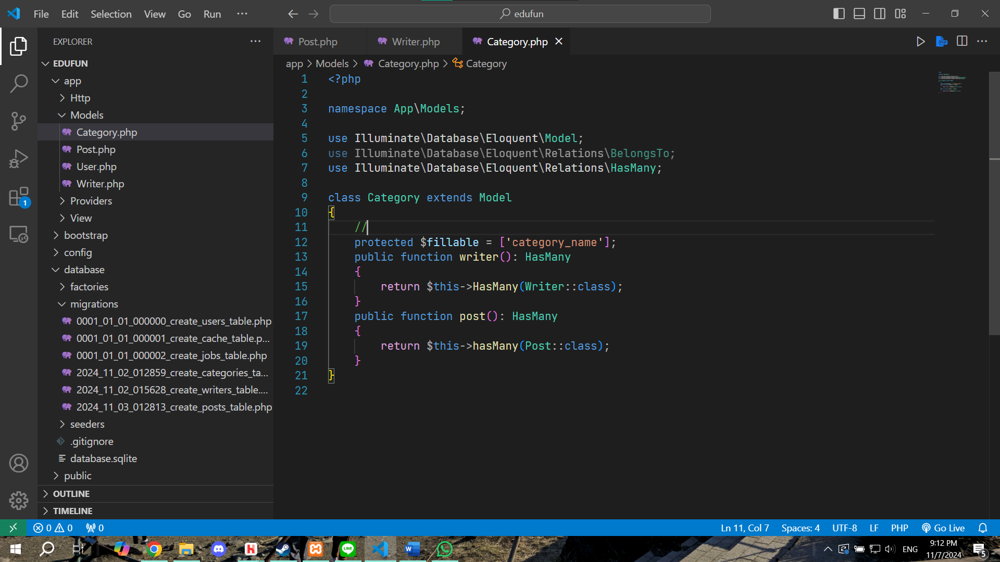 File Edit Selection View Go Run ···
edufun
EXPLORER ···
EDUFUN
app
Http
Models
Category.php
Post.php
User.php
Writer.php
Providers
View
bootstrap
config
database
factories
migrations
0001_01_01_000000_create_users_table.php
0001_01_01_000001_create_cache_table.p...
0001_01_01_000002_create_jobs_table.php
2024_11_02_012859_create_categories_ta...
2024_11_02_015628_create_writers_table....
2024_11_03_012813_create_posts_table.php
seeders
.gitignore
database.sqlite
public
OUTLINE
TIMELINE
1
Post.php Writer.php Category.php
app > Models > Category.php > Category
1 <?php
2
3 namespace App\Models;
4
5 use Illuminate\Database\Eloquent\Model;
6 use Illuminate\Database\Eloquent\Relations\BelongsTo;
7 use Illuminate\Database\Eloquent\Relations\HasMany;
8
9 class Category extends Model
10 {
11 //
12 protected $fillable = ['category_name'];
13 public function writer(): HasMany
14 {
15 return $this->HasMany(Writer::class);
16 }
17 public function post(): HasMany
18 {
19 return $this->hasMany(Post::class);
20 }
21 }
22
0 0 0 Ln 11, Col 7 Spaces: 4 UTF-8 LF PHP Go Live
LINE
ENG
9:12 PM
11/7/2024
5